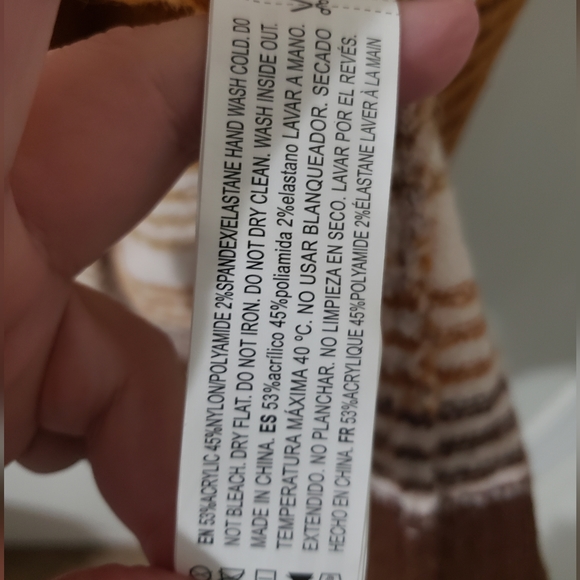 EN 53%ACRYLIC 45%NYLON/POLYAMIDE 2%SPANDEX/ELASTANE HAND WASH COLD. DO
NOT BLEACH. DRY FLAT. DO NOT IRON. DO NOT DRY CLEAN. WASH INSIDE OUT.
MADE IN CHINA. ES 53%acrílico 45%poliamida 2%elastano LAVAR A MANO.
TEMPERATURA MÁXIMA 40 ºC. NO USAR BLANQUEADOR. SECADO
EXTENDIDO. NO PLANCHAR. NO LIMPIEZA EN SECO. LAVAR POR EL REVÉS.
HECHO EN CHINA. FR 53%ACRYLIQUE 45%POLYAMIDE 2%ÉLASTANE LAVER À LA MAIN